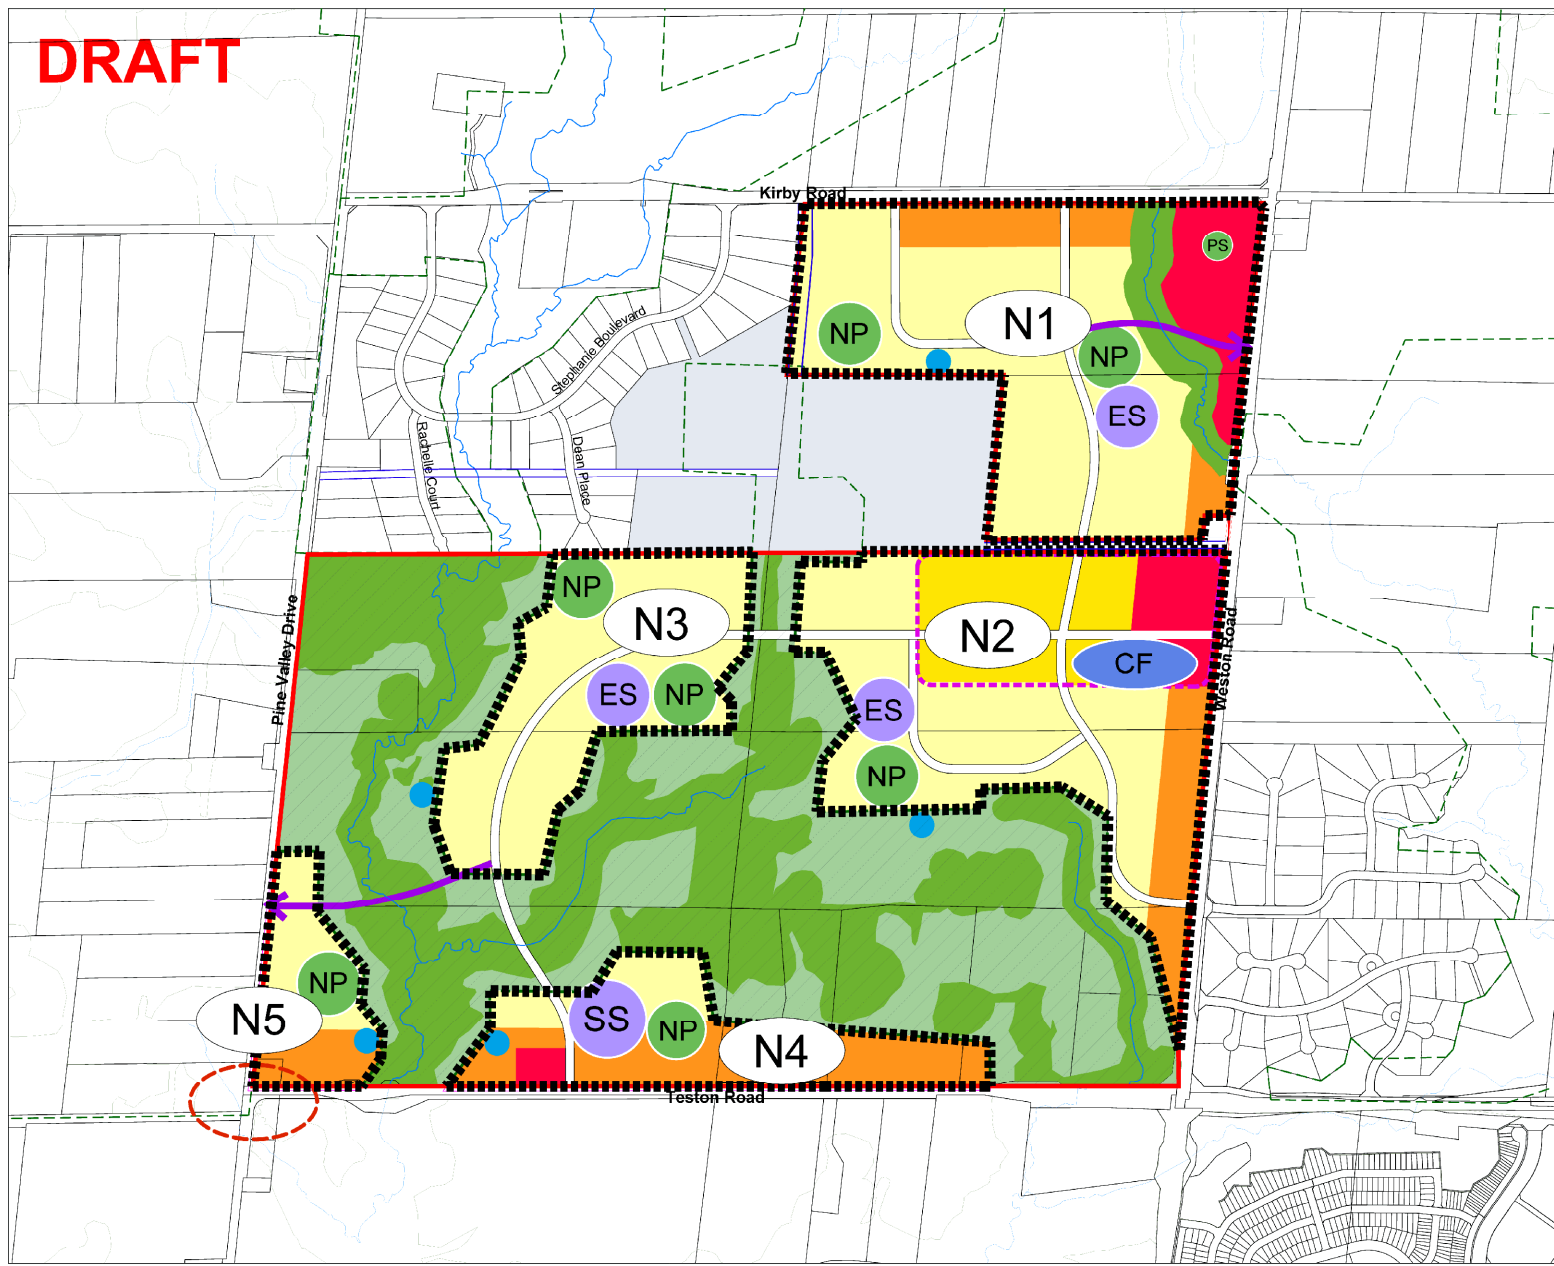 DRAFT
Kirby Road
PS
N1
NP
NP
Stephanie Boulevard
ES
Rachelle Court
Dean Place
NP
Pine Valley Drive
N3
N2
Weston Road
CF
ES
NP
ES
NP
NP
N5
SS
NP
N4
Teston Road